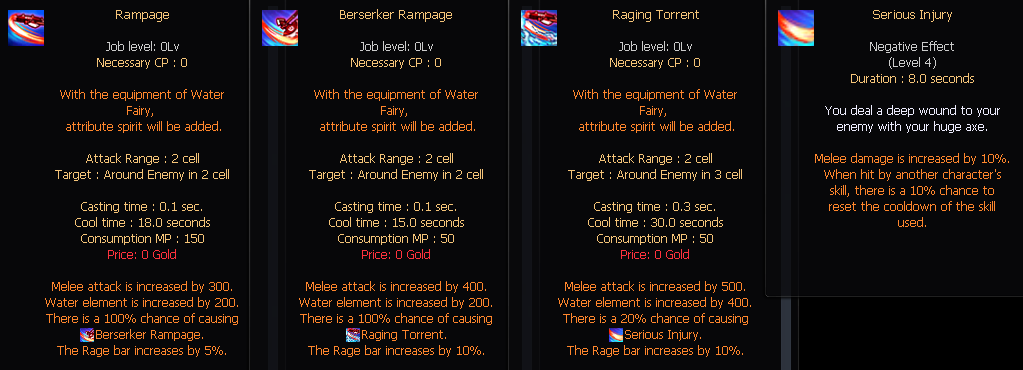 Rampage
Job level: 0Lv
Necessary CP : 0
With the equipment of Water
Fairy,
attribute spirit will be added.
Attack Range : 2 cell
Target : Around Enemy in 2 cell
Casting time : 0.1 sec.
Cool time : 18.0 seconds
Consumption MP : 150
Price: 0 Gold
Melee attack is increased by 300.
Water element is increased by 200.
There is a 100% chance of causing
Berserker Rampage.
The Rage bar increases by 5%.
Berserker Rampage
Job level: 0Lv
Necessary CP : 0
With the equipment of Water
Fairy,
attribute spirit will be added.
Attack Range : 2 cell
Target : Around Enemy in 2 cell
Casting time : 0.1 sec.
Cool time : 15.0 seconds
Consumption MP : 50
Price: 0 Gold
Melee attack is increased by 400.
Water element is increased by 200.
There is a 100% chance of causing
Raging Torrent.
The Rage bar increases by 10%.
Raging Torrent
Job level: 0Lv
Necessary CP : 0
With the equipment of Water
Fairy,
attribute spirit will be added.
Attack Range : 2 cell
Target : Around Enemy in 3 cell
Casting time : 0.3 sec.
Cool time : 30.0 seconds
Consumption MP : 50
Price: 0 Gold
Melee attack is increased by 500.
Water element is increased by 400.
There is a 20% chance of causing
Serious Injury.
The Rage bar increases by 10%.
Serious Injury
Negative Effect
(Level 4)
Duration : 8.0 seconds
You deal a deep wound to your
enemy with your huge axe.
Melee damage is increased by 10%.
When hit by another character's
skill, there is a 10% chance to
reset the cooldown of the skill
used.